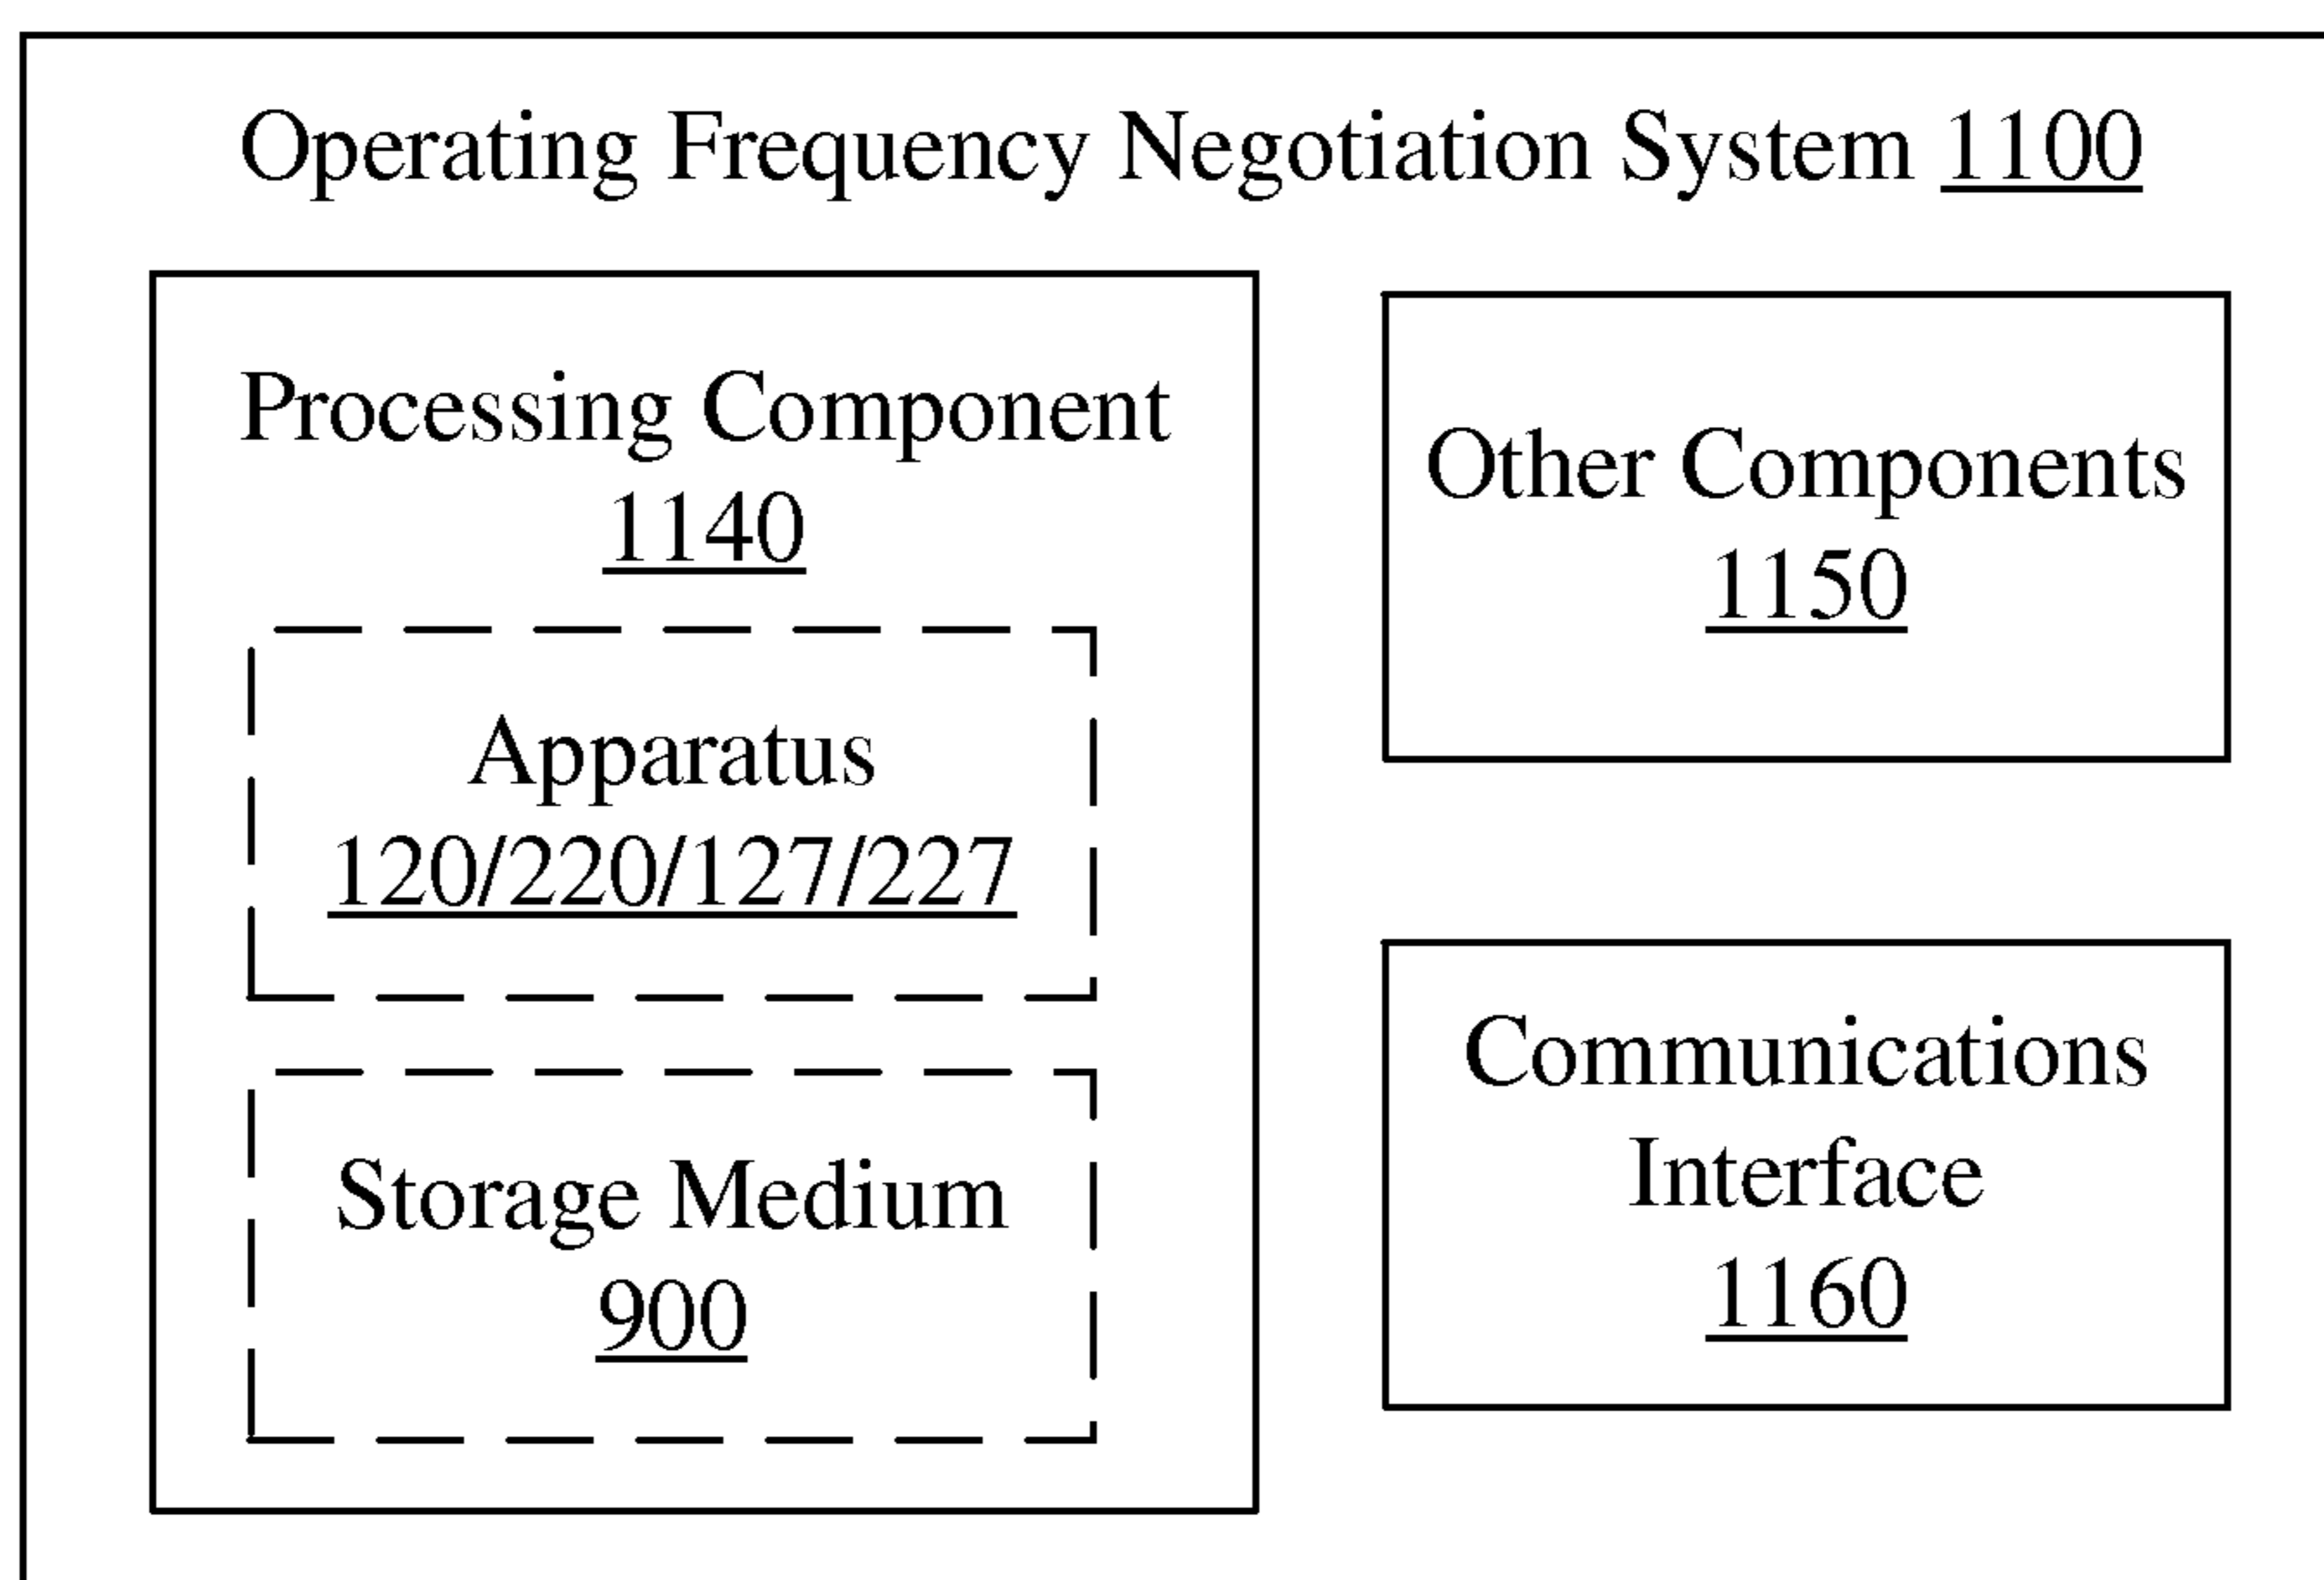 Operating Frequency Negotiation System 1100
Processing Component
1140
Apparatus
120/220/127/227
Storage Medium
900
Other Components
1150
Communications
Interface
1160